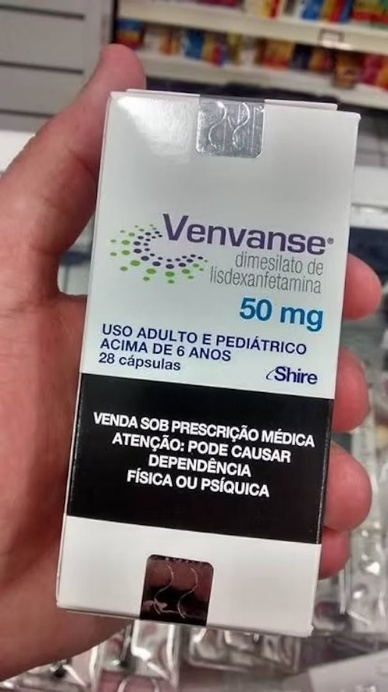 Venvanse®
dimesilato de
lisdexanfetamina
50 mg
USO ADULTO E PEDIÁTRICO
ACIMA DE 6 ANOS
28 cápsulas
Shire
VENDA SOB PRESCRIÇÃO MÉDICA
ATENÇÃO: PODE CAUSAR
DEPENDÊNCIA
FÍSICA OU PSÍQUICA